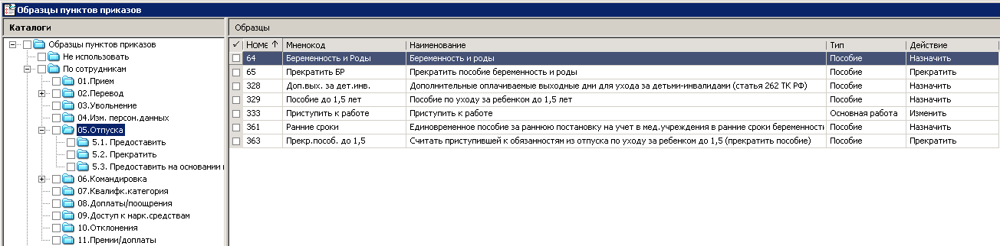 Образцы пунктов приказов
Каталоги
Образцы пунктов приказов
Не использовать
По сотрудникам
01.Прием
02.Перевод
03.Увольнение
04.Изм. персон.данных
05.Отпуска
5.1. Предоставить
5.2. Прекратить
5.3. Предоставить на основании
06.Командировка
07.Квалифк.категория
08.Доплаты/поощрения
09.Доступ к нарк.средствам
10.Отклонения
11.Премии/доплаты
Образцы
✓ Номе ↑ Мнемокод Наименование Тип Действие
64 Беременность и Роды Беременность и роды Пособие Назначить
65 Прекратить БР Прекратить пособие беременность и роды Пособие Прекратить
328 Доп.вых. за дет.инв. Дополнительные оплачиваемые выходные дни для ухода за детьми-инвалидами (статья 262 ТК РФ) Пособие Назначить
329 Пособие до 1,5 лет Пособие по уходу за ребенком до 1,5 лет Пособие Назначить
333 Приступить к работе Приступить к работе Основная работа Изменить
361 Ранние сроки Единовременное пособие за раннюю постановку на учет в мед.учреждения в ранние сроки беременност Пособие Назначить
363 Прекр.пособ. до 1,5 Считать приступившей к обязанностям из отпуска по уходу за ребенком до 1,5 (прекратить пособие) Пособие Прекратить